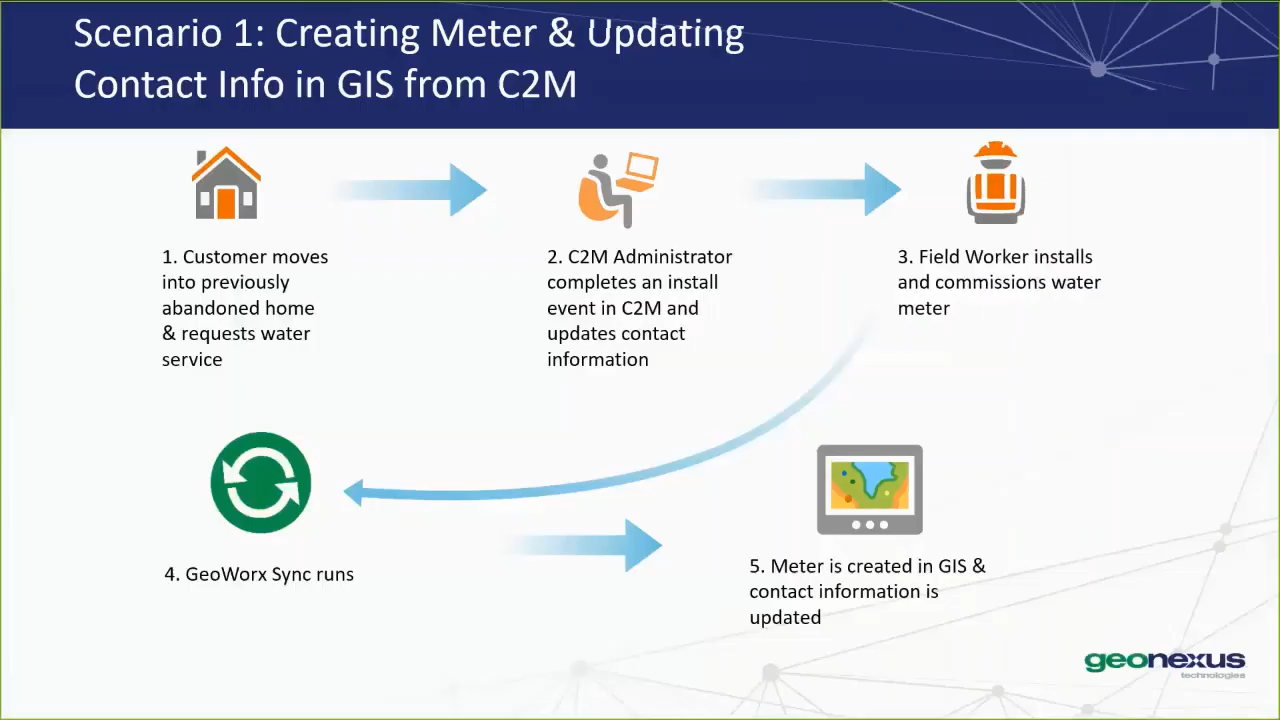 Scenario 1: Creating Meter & Updating
Contact Info in GIS from C2M
1. Customer moves
into previously
abandoned home
& requests water
service
2. C2M Administrator
completes an install
event in C2M and
updates contact
information
3. Field Worker installs
and commissions water
meter
4. GeoWorx Sync runs
5. Meter is created in GIS &
contact information is
updated
geonexus
technologies